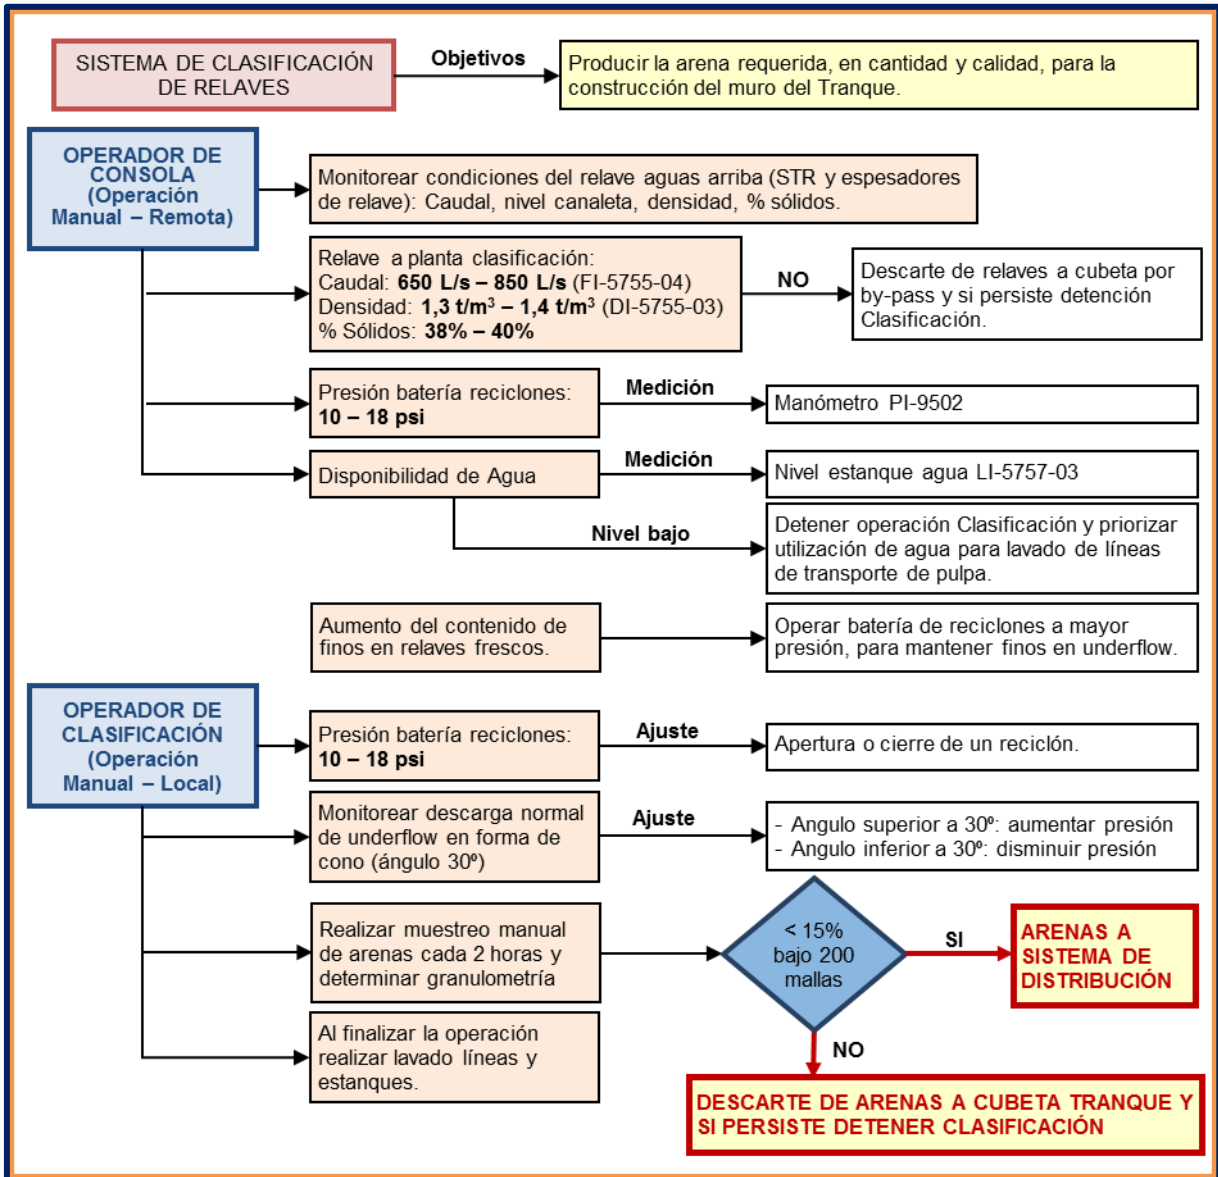 SISTEMA DE CLASIFICACIÓN
DE RELAVES
Objetivos
Producir la arena requerida, en cantidad y calidad, para la
construcción del muro del Tranque.
OPERADOR DE
CONSOLA
(Operación
Manual – Remota)
Monitorear condiciones del relave aguas arriba (STR y espesadores
de relave): Caudal, nivel canaleta, densidad, % sólidos.
Relave a planta clasificación:
Caudal: 650 L/s – 850 L/s (FI-5755-04)
Densidad: 1,3 t/m³ – 1,4 t/m³ (DI-5755-03)
% Sólidos: 38% – 40%
NO
Descarte de relaves a cubeta por
by-pass y si persiste detención
Clasificación.
Presión batería reciclones:
10 – 18 psi
Medición
Manómetro PI-9502
Disponibilidad de Agua
Medición
Nivel estanque agua LI-5757-03
Nivel bajo
Detener operación Clasificación y priorizar
utilización de agua para lavado de líneas
de transporte de pulpa.
Aumento del contenido de
finos en relaves frescos.
Operar batería de reciclones a mayor
presión, para mantener finos en underflow.
OPERADOR DE
CLASIFICACIÓN
(Operación
Manual – Local)
Presión batería reciclones:
10 – 18 psi
Ajuste
Apertura o cierre de un reciclón.
Monitorear descarga normal
de underflow en forma de
cono (ángulo 30º)
Ajuste
- Angulo superior a 30º: aumentar presión
- Angulo inferior a 30º: disminuir presión
Realizar muestreo manual
de arenas cada 2 horas y
determinar granulometría
< 15%
bajo 200
mallas
SI
ARENAS A
SISTEMA DE
DISTRIBUCIÓN
Al finalizar la operación
realizar lavado líneas y
estanques.
NO
DESCARTE DE ARENAS A CUBETA TRANQUE Y
SI PERSISTE DETENER CLASIFICACIÓN